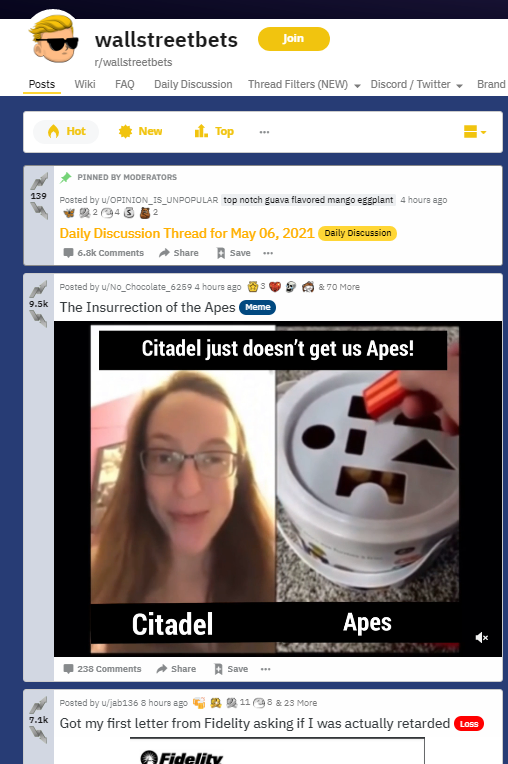 wallstreetbets
Join
r/wallstreetbets
Posts Wiki FAQ Daily Discussion Thread Filters (NEW) Discord / Twitter Brand
Hot New Top ...
PINNED BY MODERATORS
139
Posted by u/OPINION_IS_UNPOPULAR top notch guava flavored mango eggplant 4 hours ago
2 4 2
Daily Discussion Thread for May 06, 2021 Daily Discussion
6.8k Comments Share Save ...
Posted by u/No_Chocolate_6259 4 hours ago 3 & 70 More
9.5k
The Insurrection of the Apes Meme
Citadel just doesn't get us Apes!
Citadel Apes
238 Comments Share Save ...
Posted by u/jab136 8 hours ago 11 8 & 23 More
7.1k
Got my first letter from Fidelity asking if I was actually retarded Loss
Fidelity